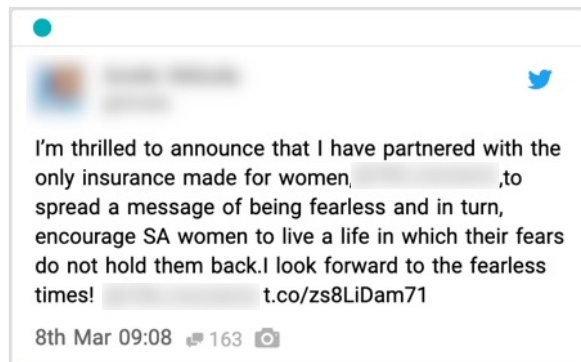 I'm thrilled to announce that I have partnered with the
only insurance made for women, ,to
spread a message of being fearless and in turn,
encourage SA women to live a life in which their fears
do not hold them back.I look forward to the fearless
times! t.co/zs8LiDam71
8th Mar 09:08 163